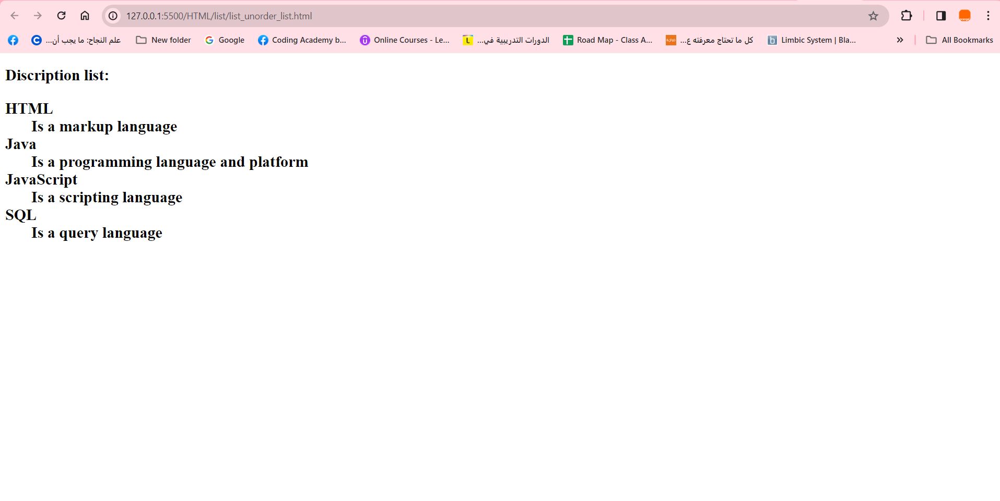 127.0.0.1:5500/HTML/list/list_unorder_list.html
علم النجاح: ما يجب أن... New folder Google Coding Academy b... Online Courses - Le... الدورات التدريبية في... Road Map - Class A... كل ما تحتاج معرفته ع... Limbic System | Bla... » All Bookmarks
Discription list:
HTML
Is a markup language
Java
Is a programming language and platform
JavaScript
Is a scripting language
SQL
Is a query language